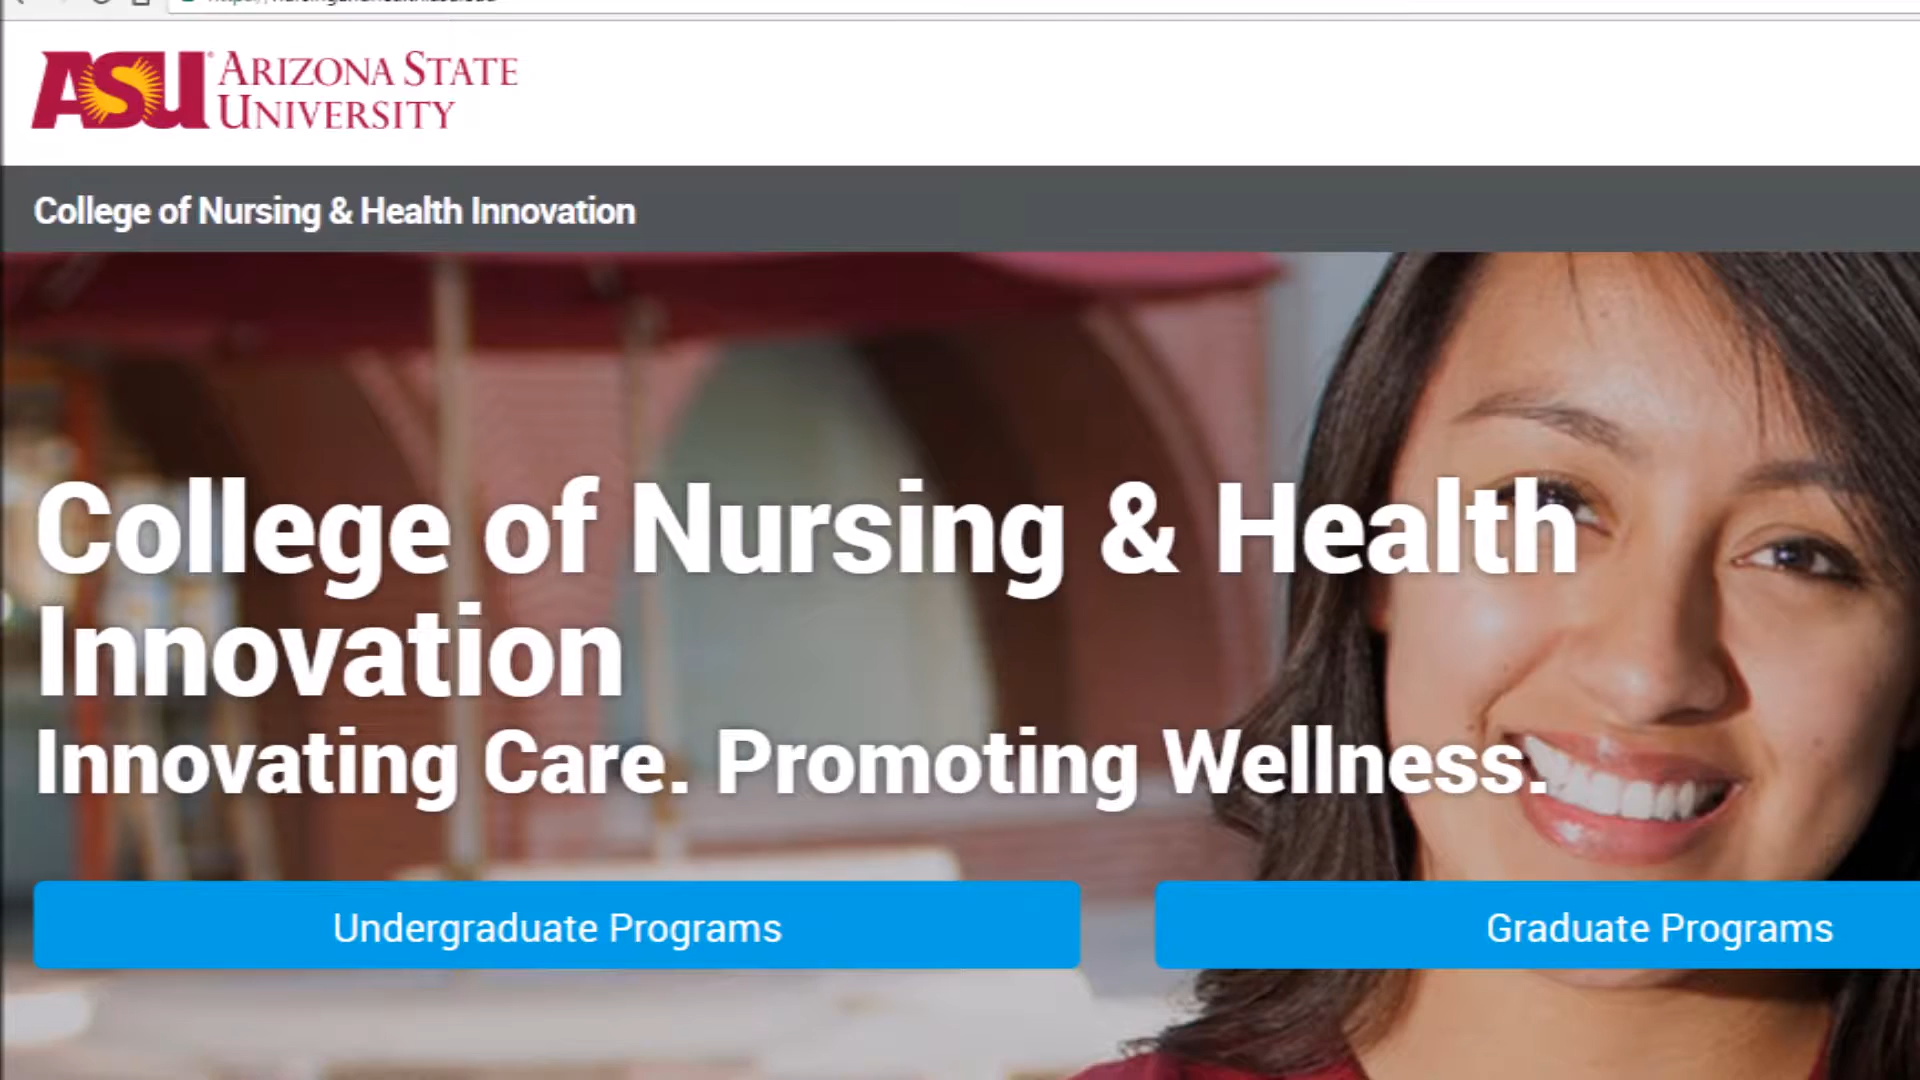 ASU ARIZONA STATE
UNIVERSITY
College of Nursing & Health Innovation
College of Nursing & Health
Innovation
Innovating Care. Promoting Wellness.
Undergraduate Programs
Graduate Programs